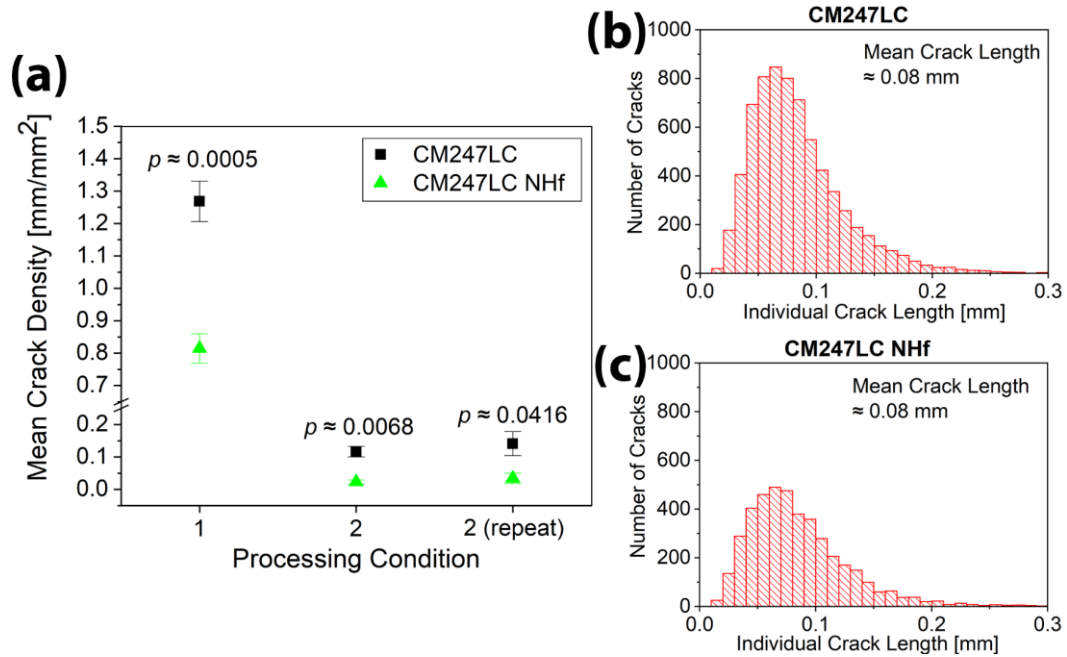 (a)
Mean Crack Density [mm/mm²]
1.5
1.4
1.3
1.2
1.1
1.0
0.9
0.8
0.7
0.2
0.1
0.0
p ≈ 0.0005
p ≈ 0.0068
p ≈ 0.0416
CM247LC
CM247LC NHf
1
2
2 (repeat)
Processing Condition
(b)
CM247LC
Mean Crack Length
≈ 0.08 mm
Number of Cracks
1000
800
600
400
200
0
0.0
0.1
0.2
0.3
Individual Crack Length [mm]
(c)
CM247LC NHf
Mean Crack Length
≈ 0.08 mm
Number of Cracks
1000
800
600
400
200
0
0.0
0.1
0.2
0.3
Individual Crack Length [mm]